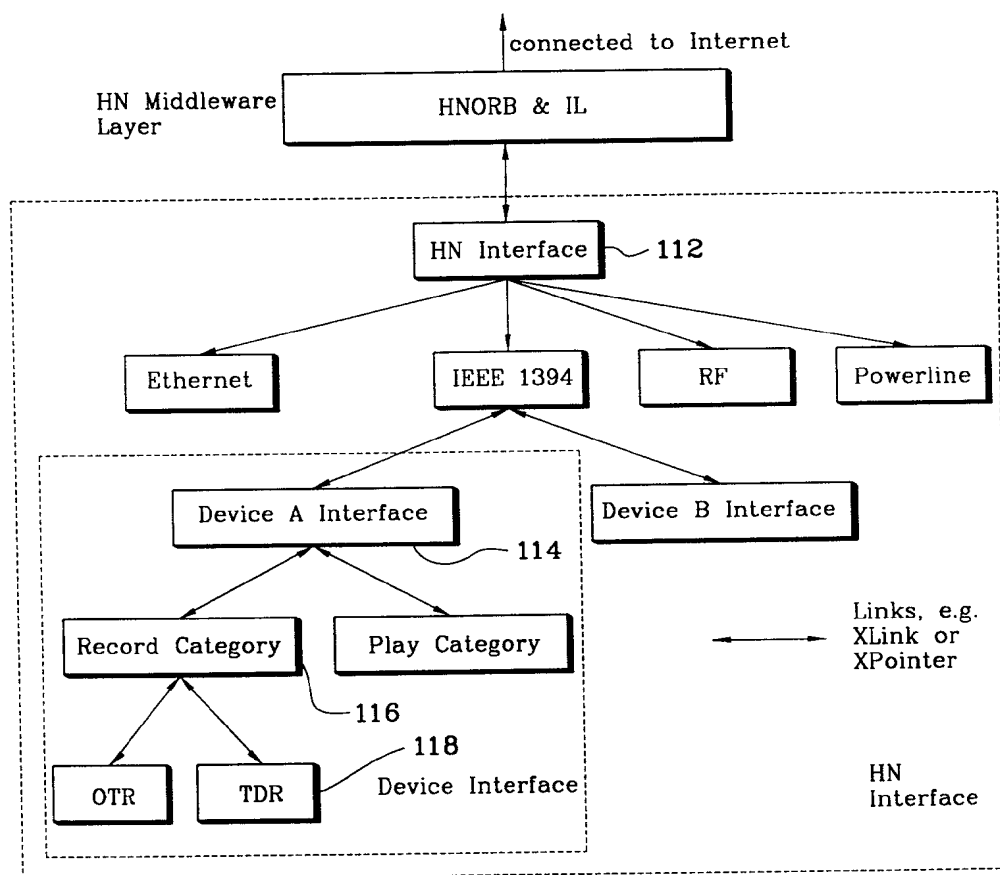 connected to Internet
HN Middleware
Layer
HNORB & IL
HN Interface
112
Ethernet
IEEE 1394
RF
Powerline
Device A Interface
Device B Interface
114
Record Category
Play Category
Links, e.g.
XLink or
XPointer
116
118
OTR
TDR
Device Interface
HN
Interface